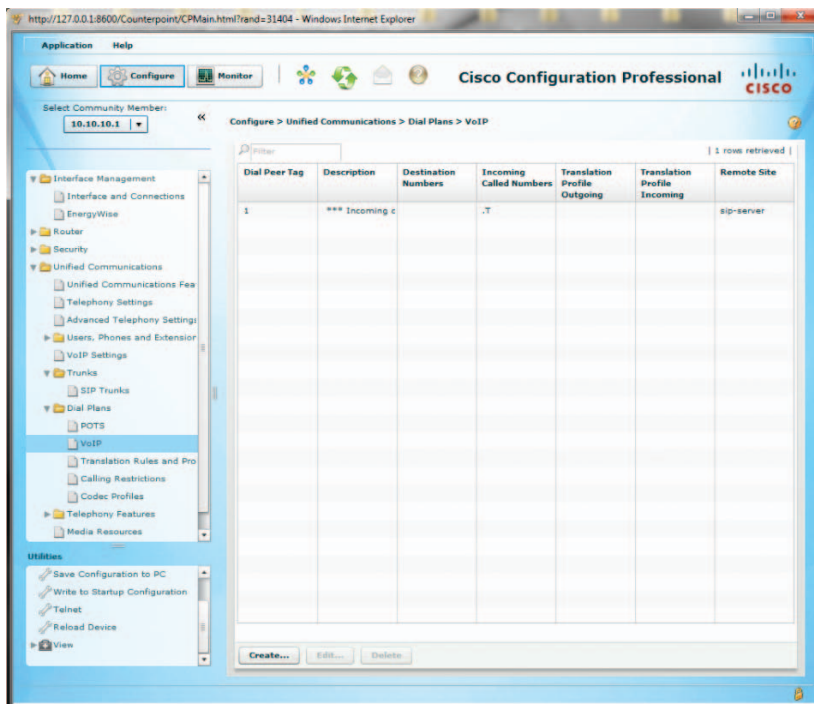 http://127.0.0.1:8600/Counterpoint/CPMain.html?rand=31404 - Windows Internet Explorer
Application Help
Home Configure Monitor Cisco Configuration Professional CISCO
Select Community Member:
10.10.10.1
«
Configure > Unified Communications > Dial Plans > VoIP
Filter
| 1 rows retrieved |
Interface Management
Interface and Connections
EnergyWise
Router
Security
Unified Communications
Unified Communications Fea
Telephony Settings
Advanced Telephony Settings
Users, Phones and Extension
VoIP Settings
Trunks
SIP Trunks
Dial Plans
POTS
VoIP
Translation Rules and Pro
Calling Restrictions
Codec Profiles
Telephony Features
Media Resources
Utilities
Save Configuration to PC
Write to Startup Configuration
Telnet
Reload Device
View
Dial Peer Tag Description Destination Numbers Incoming Called Numbers Translation Profile Outgoing Translation Profile Incoming Remote Site
1 *** Incoming c .T sip-server
Create... Edit... Delete